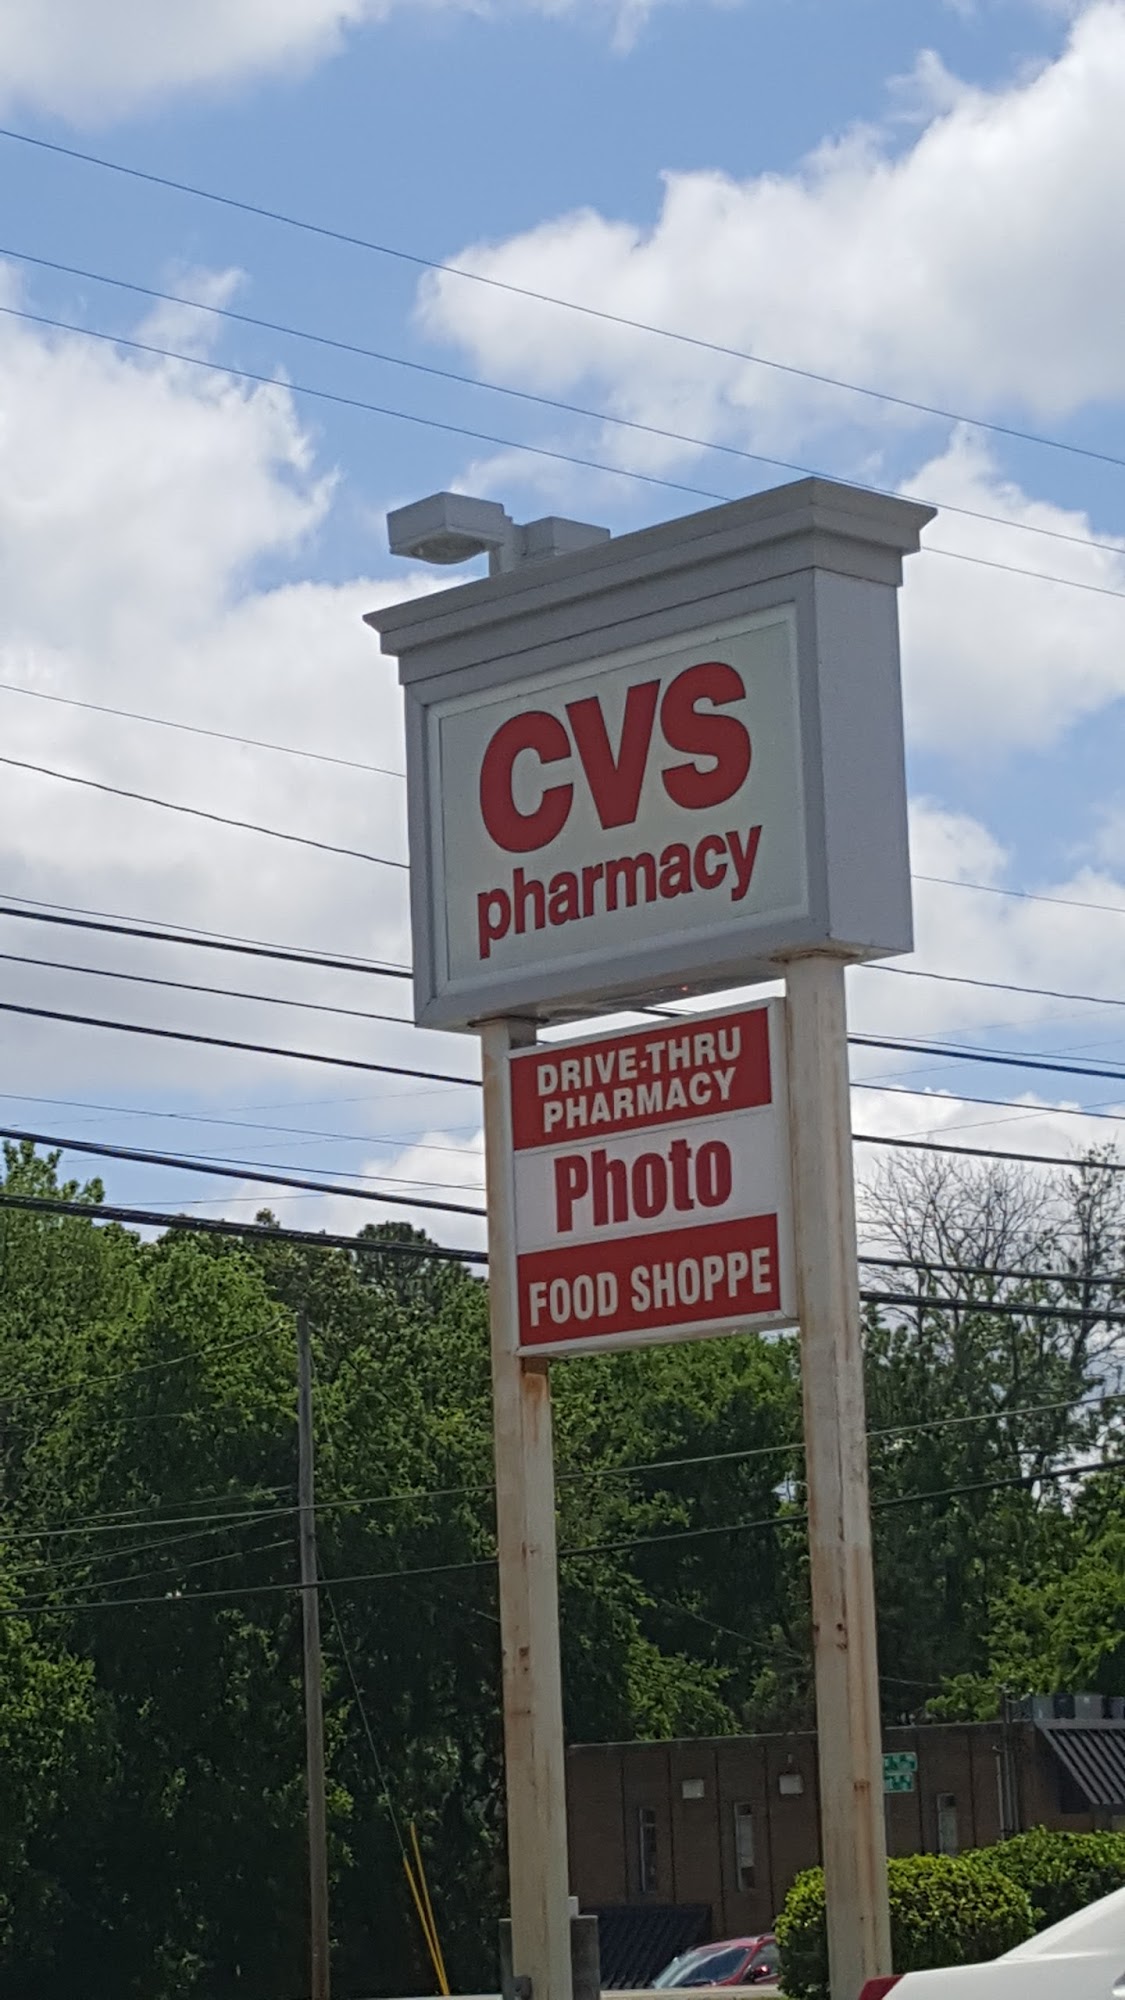 CVS
pharmacy
DRIVE-THRU
PHARMACY
Photo
FOOD SHOPPE